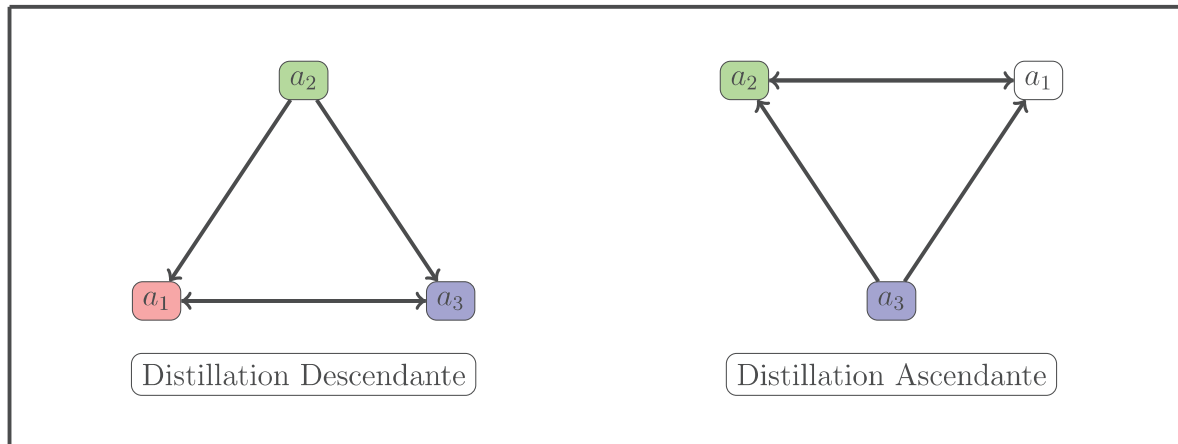 a₂
a₁ a₃
Distillation Descendante
a₂ a₁
a₃
Distillation Ascendante